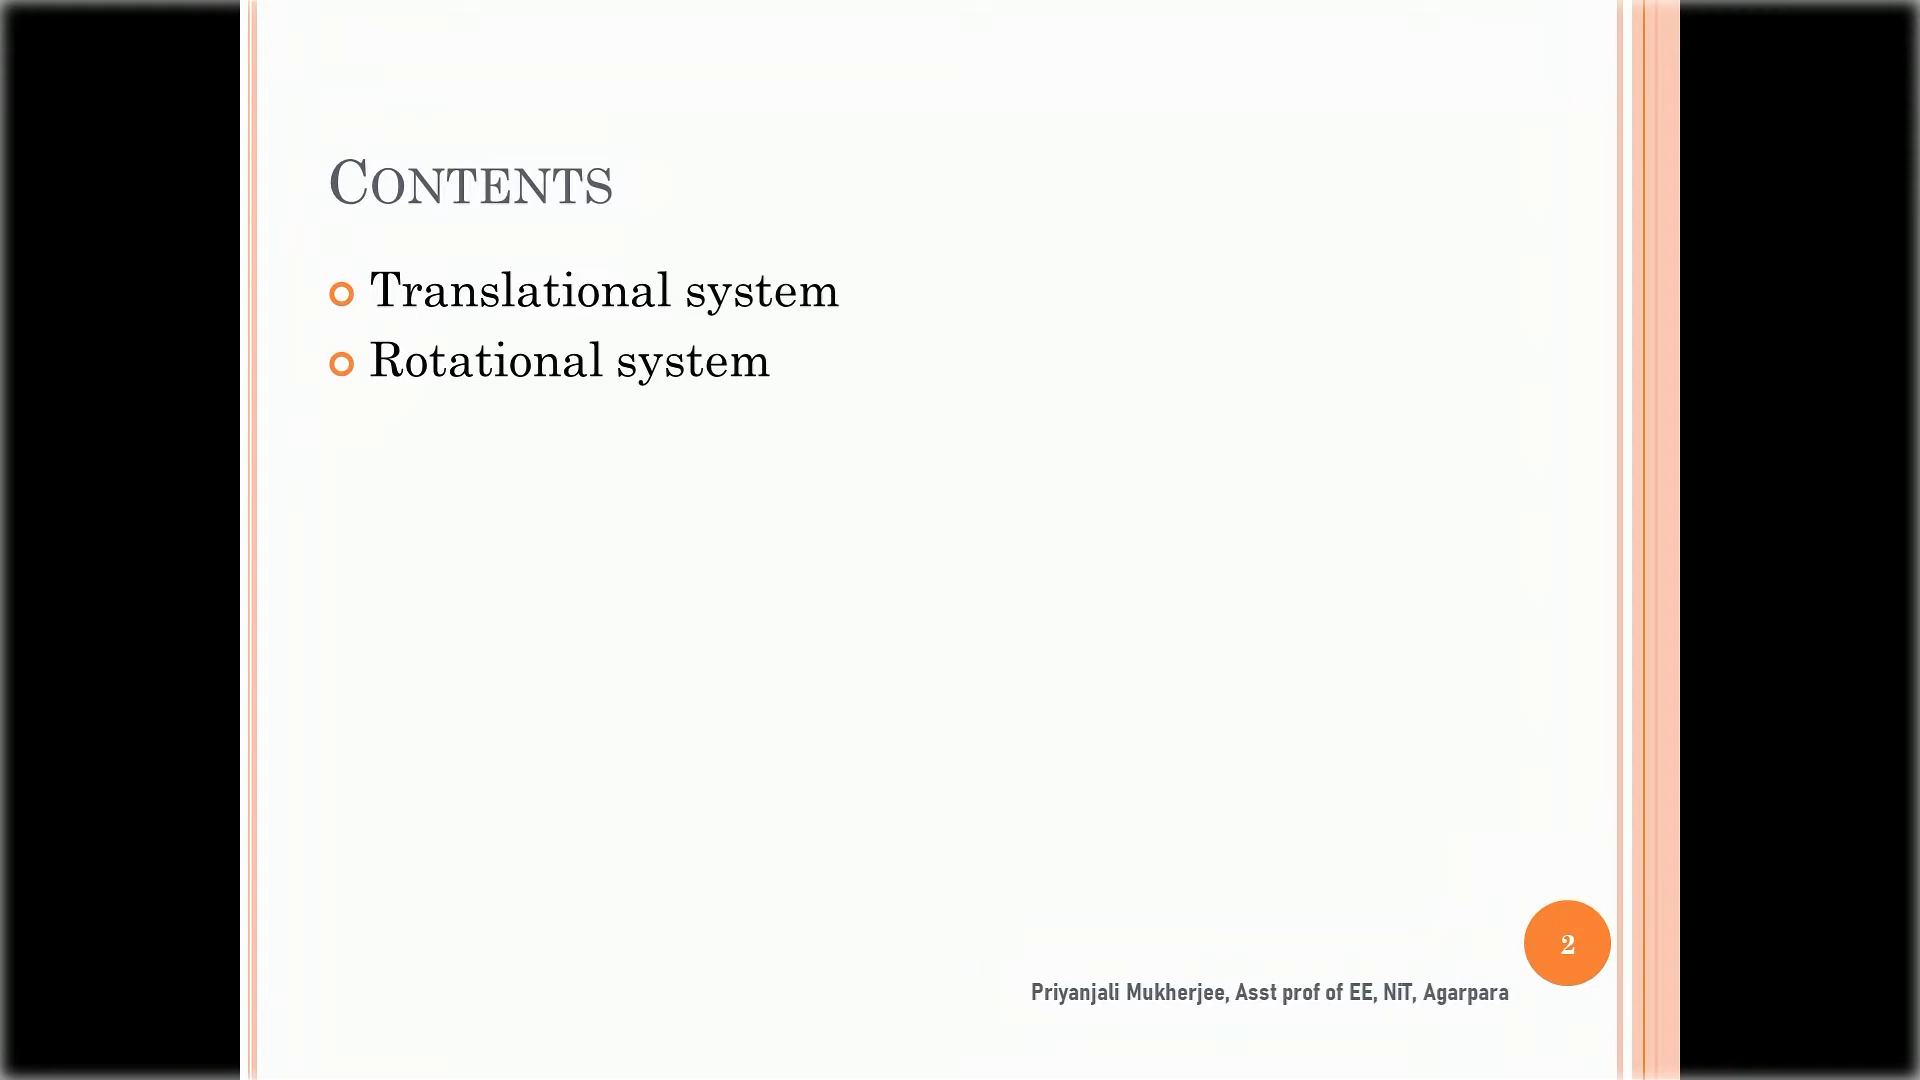 CONTENTS
Translational system
Rotational system
2
Priyanjali Mukherjee, Asst prof of EE, NiT, Agarpara